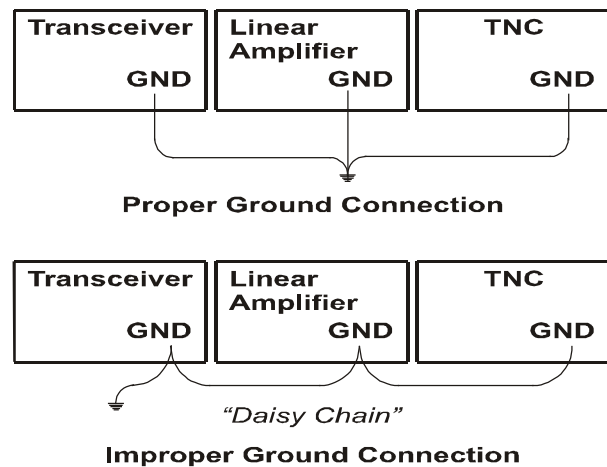 Transceiver
GND
Linear
Amplifier
GND
TNC
GND
Proper Ground Connection
Transceiver
GND
Linear
Amplifier
GND
TNC
GND
“Daisy Chain”
Improper Ground Connection